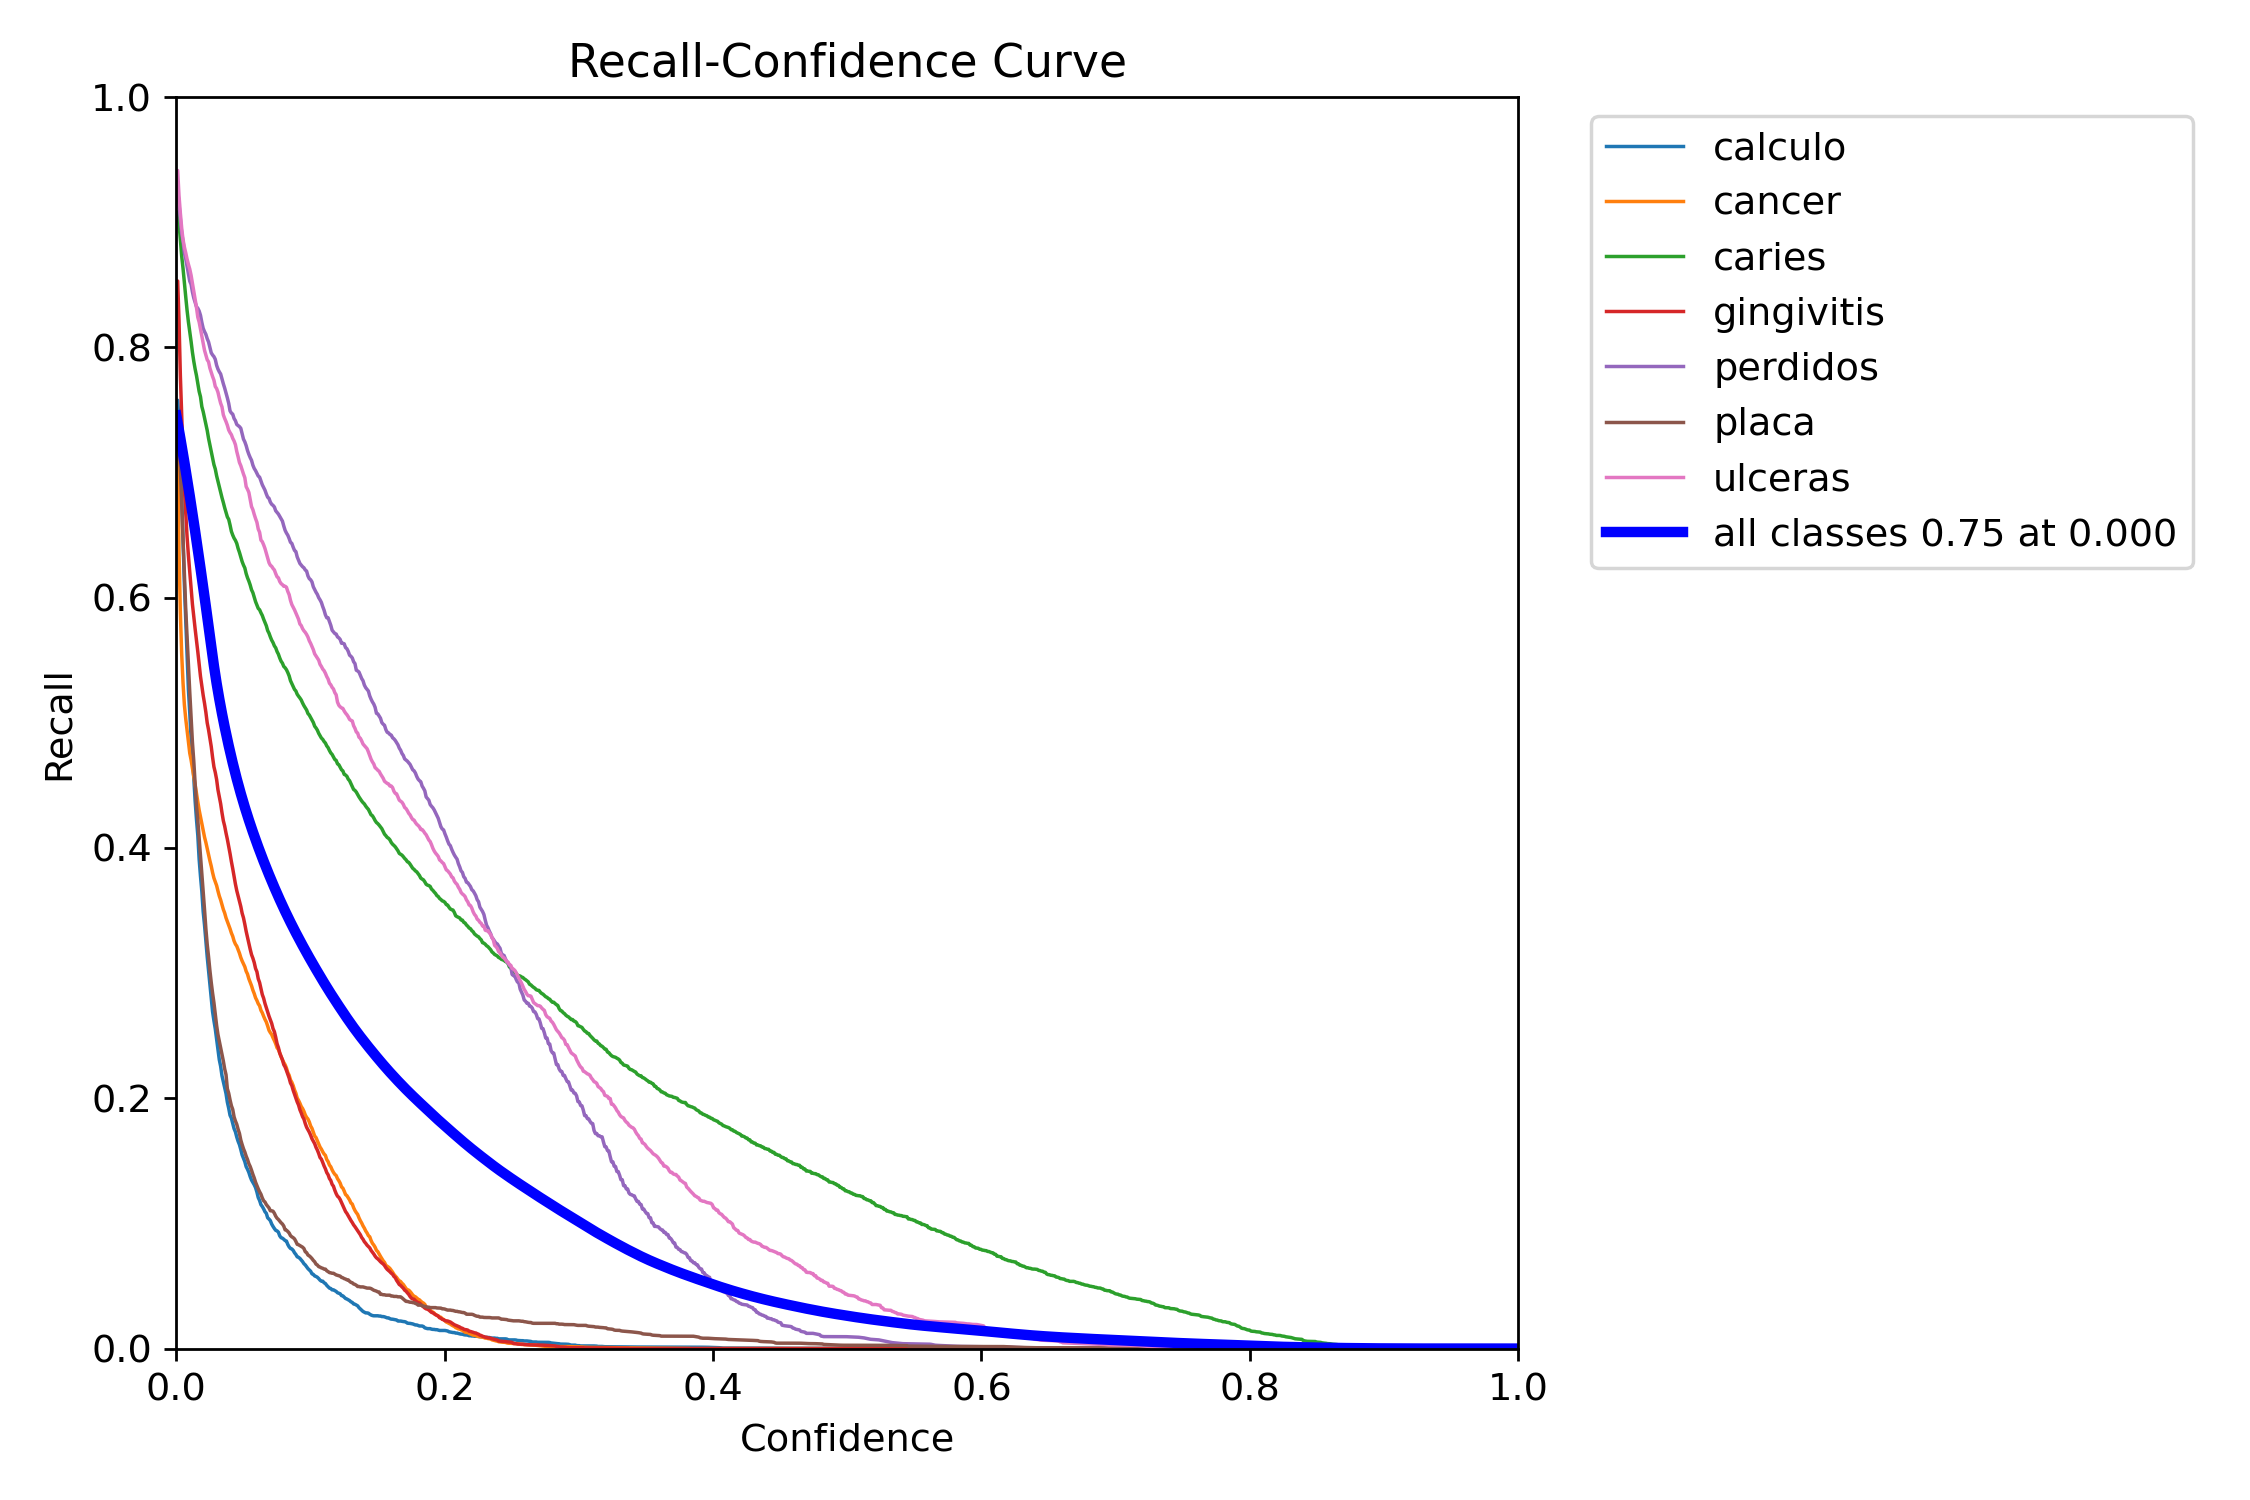 Recall-Confidence Curve
1.0
0.8
0.6
0.4
0.2
0.0
Recall
0.0 0.2 0.4 0.6 0.8 1.0
Confidence
calculo
cancer
caries
gingivitis
perdidos
placa
ulceras
all classes 0.75 at 0.000